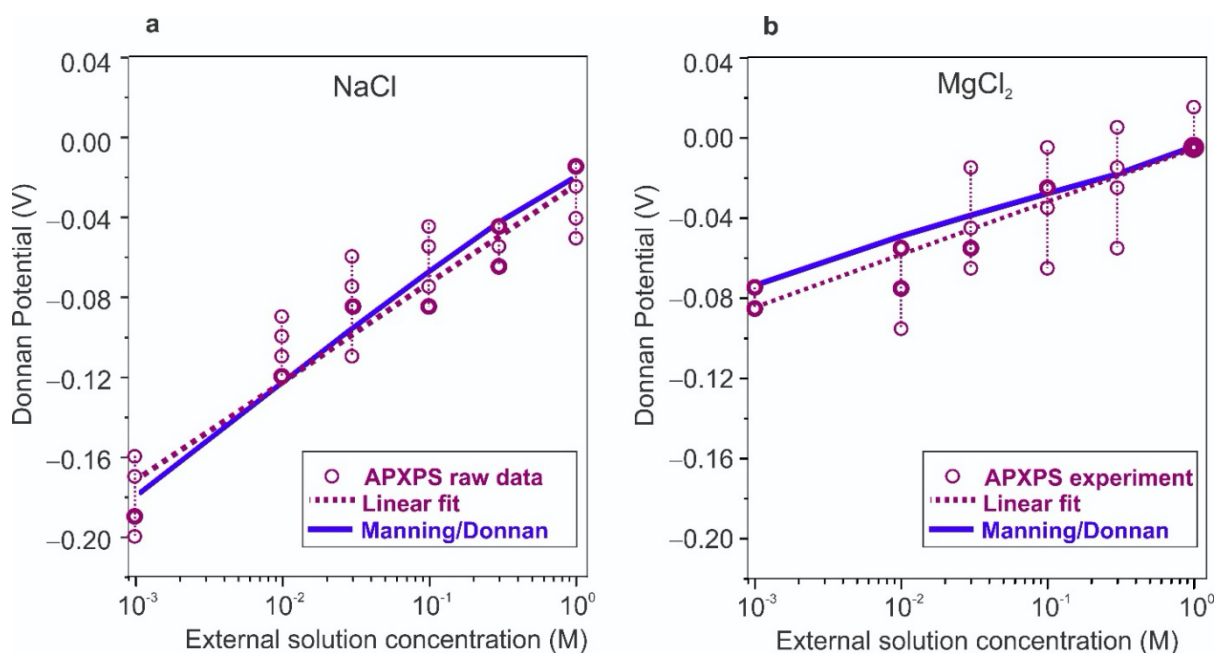 a
NaCl
Donnan Potential (V)
0.04
0.00
−0.04
−0.08
−0.12
−0.16
−0.20
APXPS raw data
Linear fit
Manning/Donnan
10⁻³
10⁻²
10⁻¹
10⁰
External solution concentration (M)
b
MgCl₂
Donnan Potential (V)
0.04
0.00
−0.04
−0.08
−0.12
−0.16
−0.20
APXPS experiment
Linear fit
Manning/Donnan
10⁻³
10⁻²
10⁻¹
10⁰
External solution concentration (M)